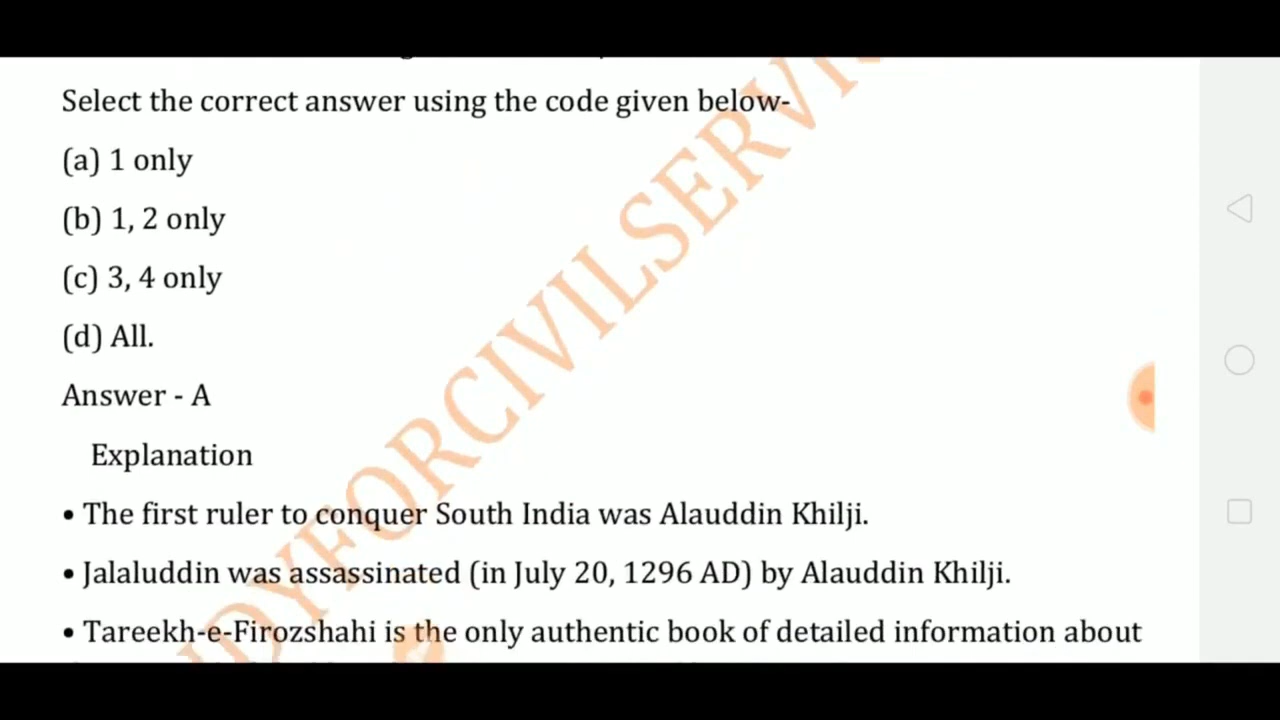 Select the correct answer using the code given below-
(a) 1 only
(b) 1, 2 only
(c) 3, 4 only
(d) All.
Answer - A
Explanation
• The first ruler to conquer South India was Alauddin Khilji.
• Jalaluddin was assassinated (in July 20, 1296 AD) by Alauddin Khilji.
• Tareekh-e-Firozshahi is the only authentic book of detailed information about
DYFORCIVILSERVI